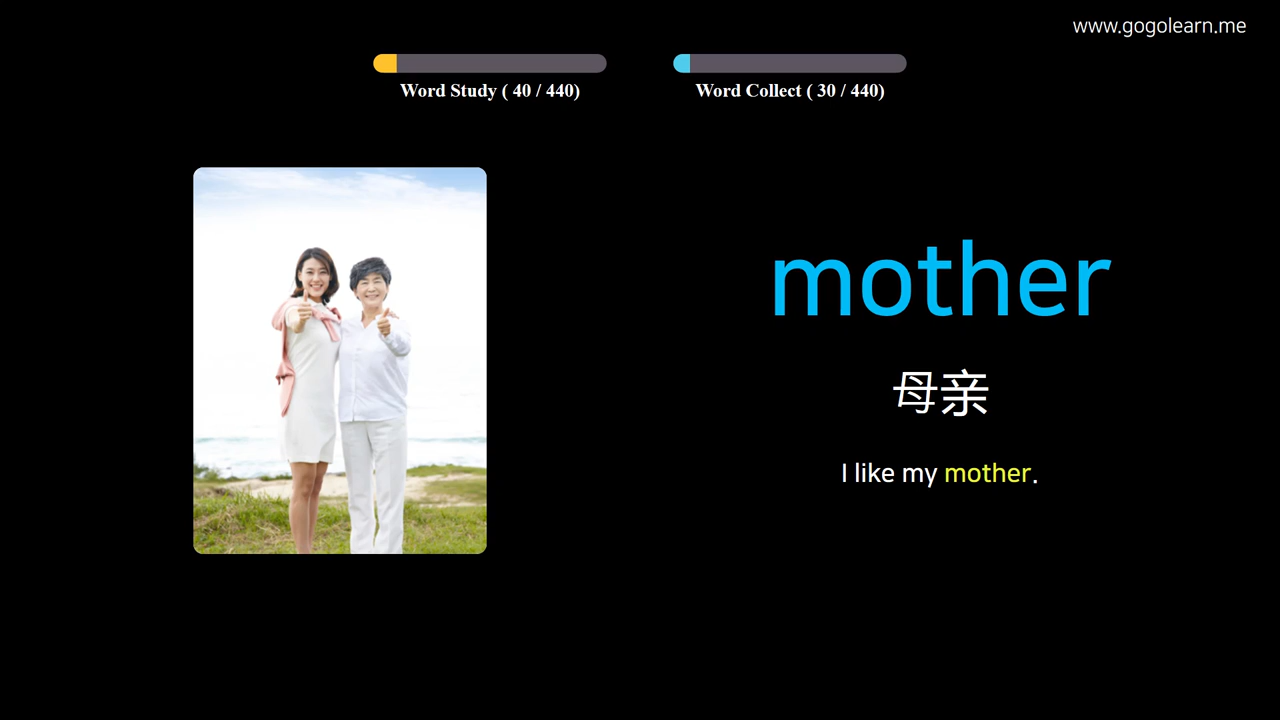 www.gogolearn.me
Word Study ( 40 / 440)
Word Collect ( 30 / 440)
mother
母亲
I like my mother.